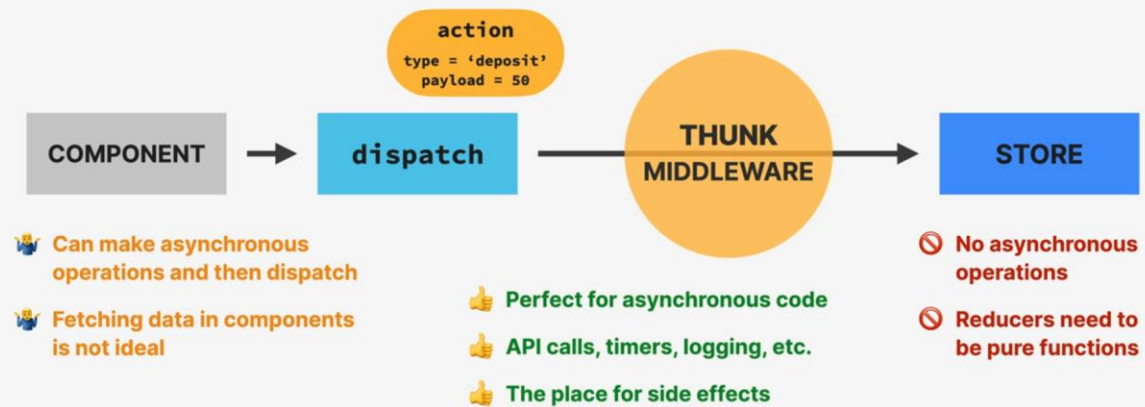 action
type = ‘deposit’
payload = 50
COMPONENT
dispatch
THUNK
MIDDLEWARE
STORE
Can make asynchronous
operations and then dispatch
Fetching data in components
is not ideal
Perfect for asynchronous code
API calls, timers, logging, etc.
The place for side effects
No asynchronous
operations
Reducers need to
be pure functions